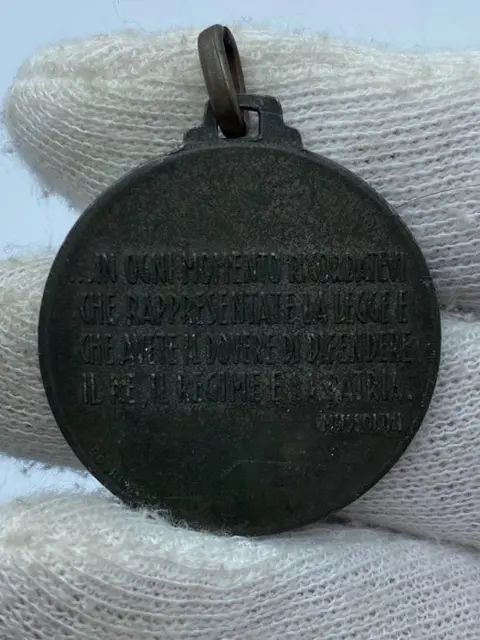 ....IN OGNI MOMENTO RICORDATEVI
CHE RAPPRESENTATE LA LEGGE E
CHE AVETE IL DOVERE DI DIFENDERE
IL RE, IL REGIME E LA PATRIA.
MUSSOLINI